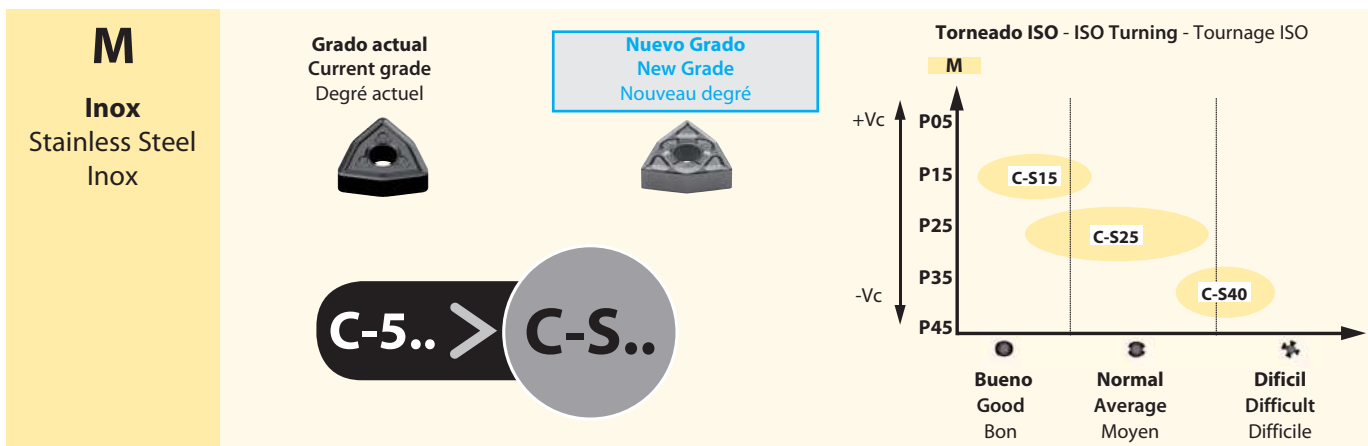 M
Inox
Stainless Steel
Inox
Grado actual
Current grade
Degré actuel
Nuevo Grado
New Grade
Nouveau degré
C-5.. > C-S..
Torneado ISO - ISO Turning - Tournage ISO
M
+Vc
-Vc
P05
P15
P25
P35
P45
C-S15
C-S25
C-S40
Bueno
Good
Bon
Normal
Average
Moyen
Dificil
Difficult
Difficile